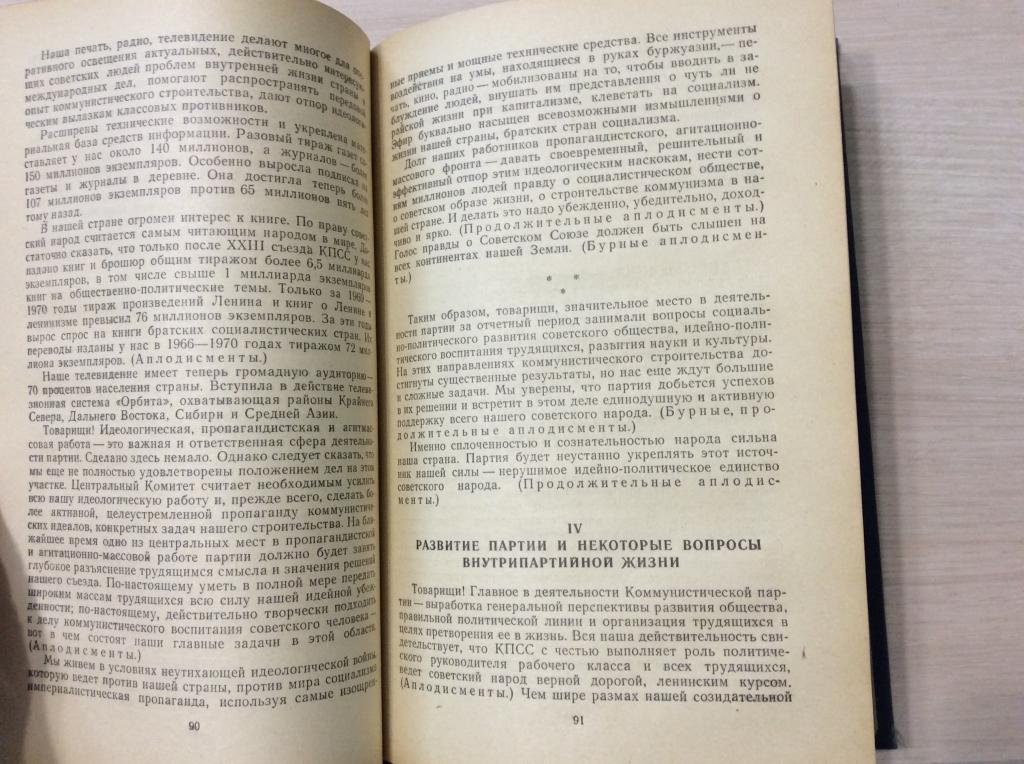 Наша печать, радио, телевидение делают многое для опе-
ративного освещения актуальных, действительно интересую-
щих советских людей проблем внутренней жизни страны и
международных дел, помогают распространять передовой
опыт коммунистического строительства, дают отпор идеологи-
ческим вылазкам классовых противников.
Расширены технические возможности и укреплена мате-
риальная база средств информации. Разовый тираж газет со-
ставляет у нас около 140 миллионов, а журналов — более
150 миллионов экземпляров. Особенно выросла подписка на
газеты и журналы в деревне. Она достигла теперь более
107 миллионов экземпляров против 65 миллионов пять лет
тому назад.
В нашей стране огромен интерес к книге. По праву совет-
ский народ считается самым читающим народом в мире. До-
статочно сказать, что только после XXIII съезда КПСС у нас
издано книг и брошюр общим тиражом более 6,5 миллиарда
экземпляров, в том числе свыше 1 миллиарда экземпляров
книг на общественно-политические темы. Только за 1969—
1970 годы тираж произведений Ленина и книг о Ленине и
ленинизме превысил 76 миллионов экземпляров. За эти годы
вырос спрос на книги братских социалистических стран. Их
переводы изданы у нас в 1966—1970 годах тиражом 72 мил-
лиона экземпляров. (Аплодисменты.)
Наше телевидение имеет теперь громадную аудиторию—
70 процентов населения страны. Вступила в действие телеви-
зионная система «Орбита», охватывающая районы Крайнего
Севера, Дальнего Востока, Сибири и Средней Азии.
Товарищи! Идеологическая, пропагандистская и агитмас-
совая работа — это важная и ответственная сфера деятельно-
сти партии. Сделано здесь немало. Однако следует сказать, что
мы еще не полностью удовлетворены положением дел на этом
участке. Центральный Комитет считает необходимым усилить
всю нашу идеологическую работу и, прежде всего, сделать бо-
лее активной, целеустремленной пропаганду коммунистиче-
ских идеалов, конкретных задач нашего строительства. На бли-
жайшее время одно из центральных мест в пропагандистской
и агитационно-массовой работе партии должно будет занять
глубокое разъяснение трудящимся смысла и значения решений
нашего съезда. По-настоящему уметь в полной мере передать
широким массам трудящихся всю силу нашей идейной убеж-
денности; по-настоящему, действительно творчески подходить
к делу коммунистического воспитания советского человека —
вот в чем состоят наши главные задачи в этой области.
(Аплодисменты.)
Мы живем в условиях неутихающей идеологической войны,
которую ведет против нашей страны, против мира социализма
империалистическая пропаганда, используя самые изощрен-
90
ные приемы и мощные технические средства. Все инструменты
воздействия на умы, находящиеся в руках буржуазии,— пе-
чать, кино, радио — мобилизованы на то, чтобы вводить в за-
блуждение людей, внушать им представления о чуть ли не
райской жизни при капитализме, клеветать на социализм.
Эфир буквально насыщен всевозможными измышлениями о
жизни нашей страны, братских стран социализма.
Долг наших работников пропагандистского, агитационно-
массового фронта — давать своевременный, решительный и
эффективный отпор этим идеологическим наскокам, нести сот-
ням миллионов людей правду о социалистическом обществе,
о советском образе жизни, о строительстве коммунизма в на-
шей стране. И делать это надо убежденно, убедительно, доход-
чиво и ярко. (Продолжительные аплодисменты.)
Голос правды о Советском Союзе должен быть слышен на
всех континентах нашей Земли. (Бурные аплодисмен-
ты.)
* *
*
Таким образом, товарищи, значительное место в деятель-
ности партии за отчетный период занимали вопросы социаль-
но-политического развития советского общества, идейно-поли-
тического воспитания трудящихся, развития науки и культуры.
На этих направлениях коммунистического строительства до-
стигнуты существенные результаты, но нас еще ждут большие
и сложные задачи. Мы уверены, что партия добьется успехов
в их решении и встретит в этом деле единодушную и активную
поддержку всего нашего советского народа. (Бурные, про-
должительные аплодисменты.)
Именно сплоченностью и сознательностью народа сильна
наша страна. Партия будет неустанно укреплять этот источ-
ник нашей силы — нерушимое идейно-политическое единство
советского народа. (Продолжительные аплодис-
менты.)
IV
РАЗВИТИЕ ПАРТИИ И НЕКОТОРЫЕ ВОПРОСЫ
ВНУТРИПАРТИЙНОЙ ЖИЗНИ
Товарищи! Главное в деятельности Коммунистической пар-
тии — выработка генеральной перспективы развития общества,
правильной политической линии и организация трудящихся в
целях претворения ее в жизнь. Вся наша действительность сви-
детельствует, что КПСС с честью выполняет роль политиче-
ского руководителя рабочего класса и всех трудящихся,
ведет советский народ верной дорогой, ленинским курсом.
(Аплодисменты.) Чем шире размах нашей созидательной
91